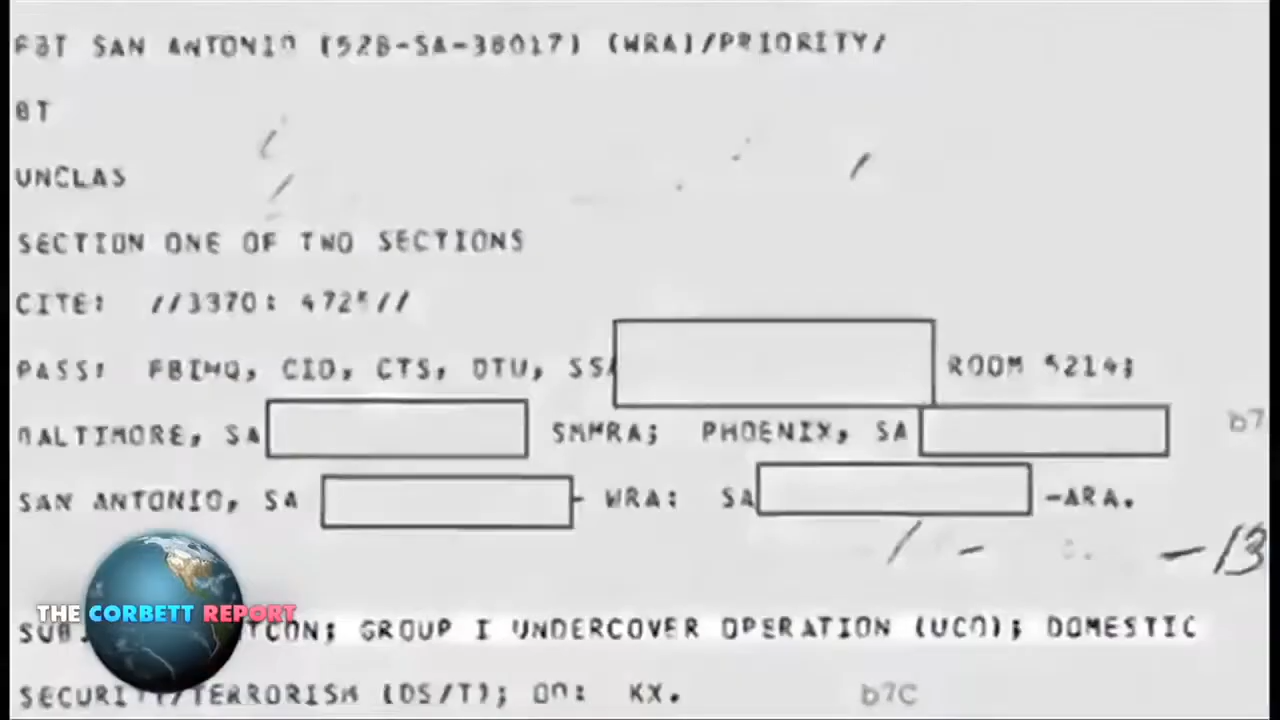 FBI SAN ANTONIO (52B-SA-38017) (WRA)/PRIORITY/
BT
UNCLAS
SECTION ONE OF TWO SECTIONS
CITE: //3370: 4725//
PASS: FBIHQ, CID, CTS, DTU, SSA ROOM 5214;
BALTIMORE, SA SMMRA; PHOENIX, SA b7
SAN ANTONIO, SA - WRA: SA -ARA.
-13
THE CORBETT REPORT
GROUP I UNDERCOVER OPERATION (UCO); DOMESTIC
SECURITY/TERRORISM (DS/T); OO: KX.
b7C